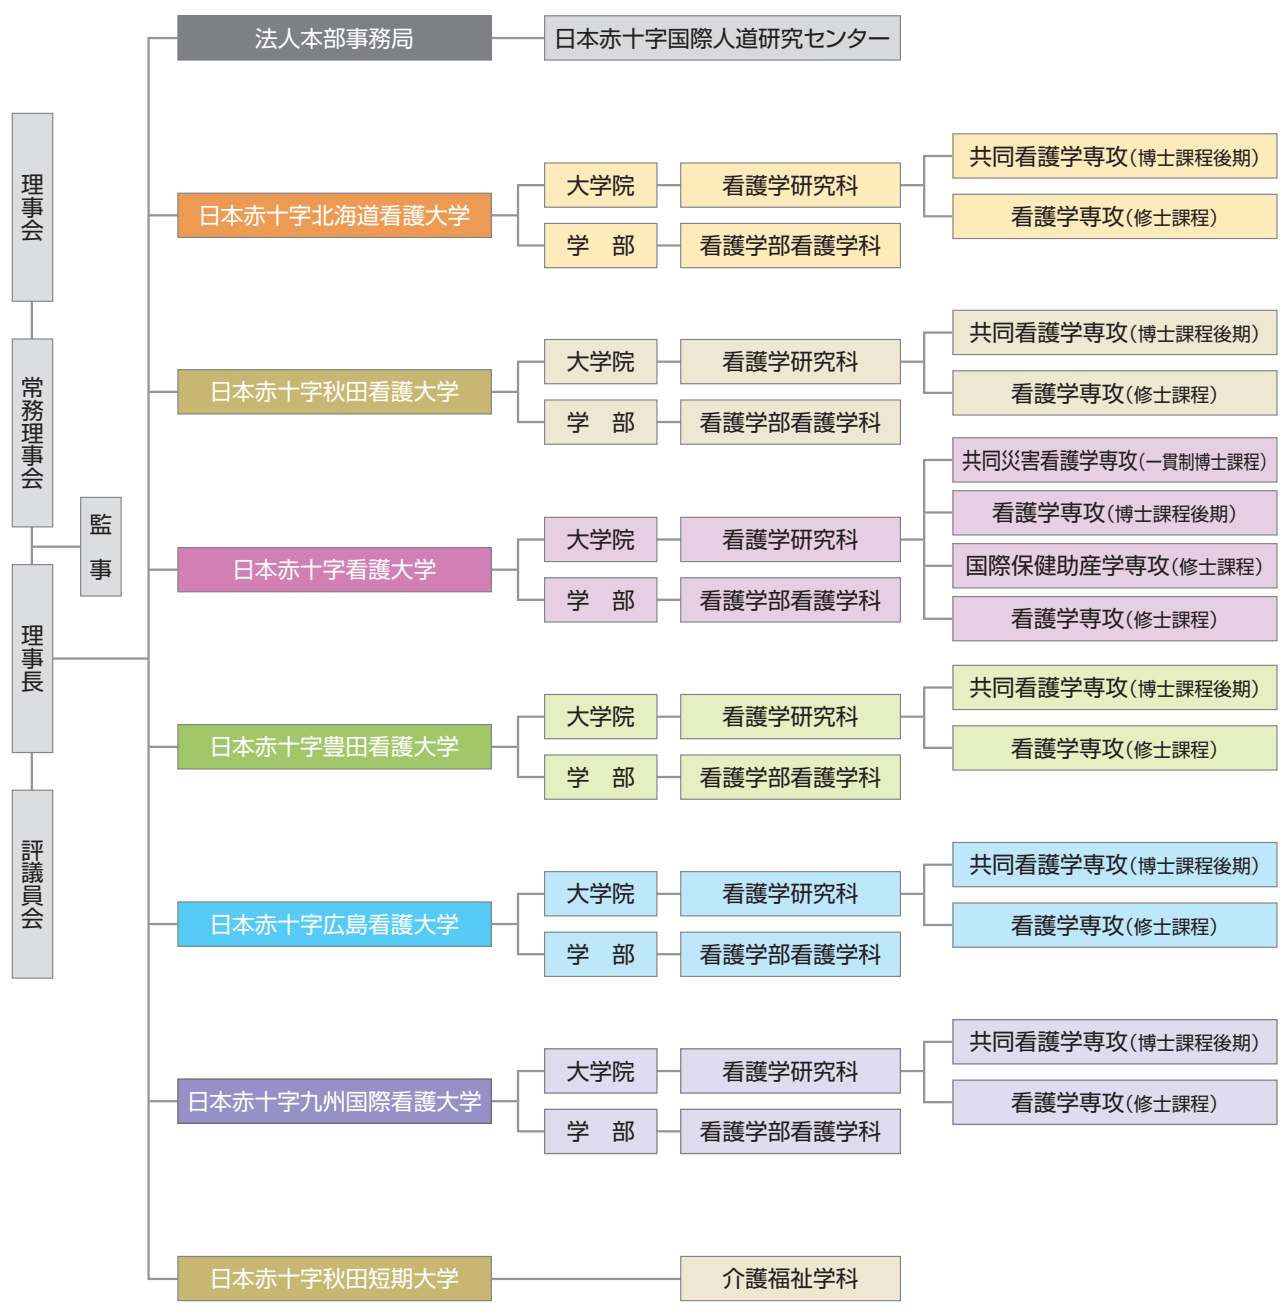 理事会
常務理事会
監事
理事長
評議員会
法人本部事務局
日本赤十字国際人道研究センター
日本赤十字北海道看護大学
大学院
看護学研究科
共同看護学専攻(博士課程後期)
看護学専攻(修士課程)
学 部
看護学部看護学科
日本赤十字秋田看護大学
大学院
看護学研究科
共同看護学専攻(博士課程後期)
看護学専攻(修士課程)
学 部
看護学部看護学科
日本赤十字看護大学
大学院
看護学研究科
共同災害看護学専攻(一貫制博士課程)
看護学専攻(博士課程後期)
国際保健助産学専攻(修士課程)
看護学専攻(修士課程)
学 部
看護学部看護学科
日本赤十字豊田看護大学
大学院
看護学研究科
共同看護学専攻(博士課程後期)
看護学専攻(修士課程)
学 部
看護学部看護学科
日本赤十字広島看護大学
大学院
看護学研究科
共同看護学専攻(博士課程後期)
看護学専攻(修士課程)
学 部
看護学部看護学科
日本赤十字九州国際看護大学
大学院
看護学研究科
共同看護学専攻(博士課程後期)
看護学専攻(修士課程)
学 部
看護学部看護学科
日本赤十字秋田短期大学
介護福祉学科